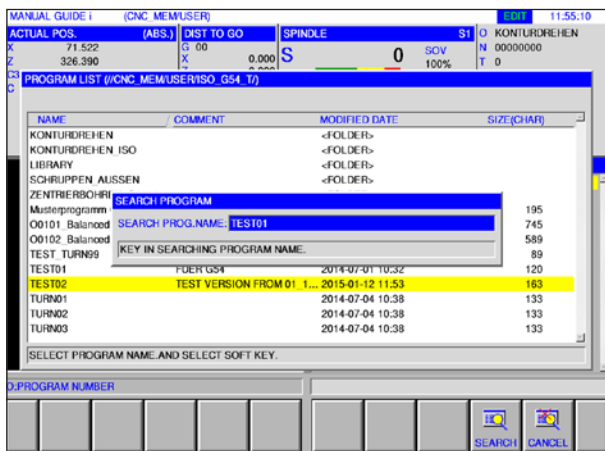 MANUAL GUIDE i (CNC_MEM/USER) EDIT 11:55:10
ACTUAL POS. (ABS.) DIST TO GO SPINDLE S1 O KONTURDREHEN
X 71.522 G 00 S 0 SOV N 00000000
Z 326.390 X 0.000 100% T 0
C3
PROGRAM LIST (//CNC_MEM/USER/ISO_G54_T/)
C
NAME COMMENT MODIFIED DATE SIZE(CHAR)
KONTURDREHEN <FOLDER>
KONTURDREHEN_ISO <FOLDER>
LIBRARY <FOLDER>
SCHRUPPEN_AUSSEN <FOLDER>
SEARCH PROGRAM
Musterprogramm 195
SEARCH PROG.NAME: TEST01
O0101_Balanced 745
O0102_Balanced 589
KEY IN SEARCHING PROGRAM NAME.
TEST_TURN99 89
TEST01 FUER G54 2014-07-01 10:32 120
TEST02 TEST VERSION FROM 01_1... 2015-01-12 11:53 163
TURN01 2014-07-04 10:38 133
TURN02 2014-07-04 10:38 133
TURN03 2014-07-04 10:38 133
SELECT PROGRAM NAME.AND SELECT SOFT KEY.
O:PROGRAM NUMBER
SEARCH CANCEL